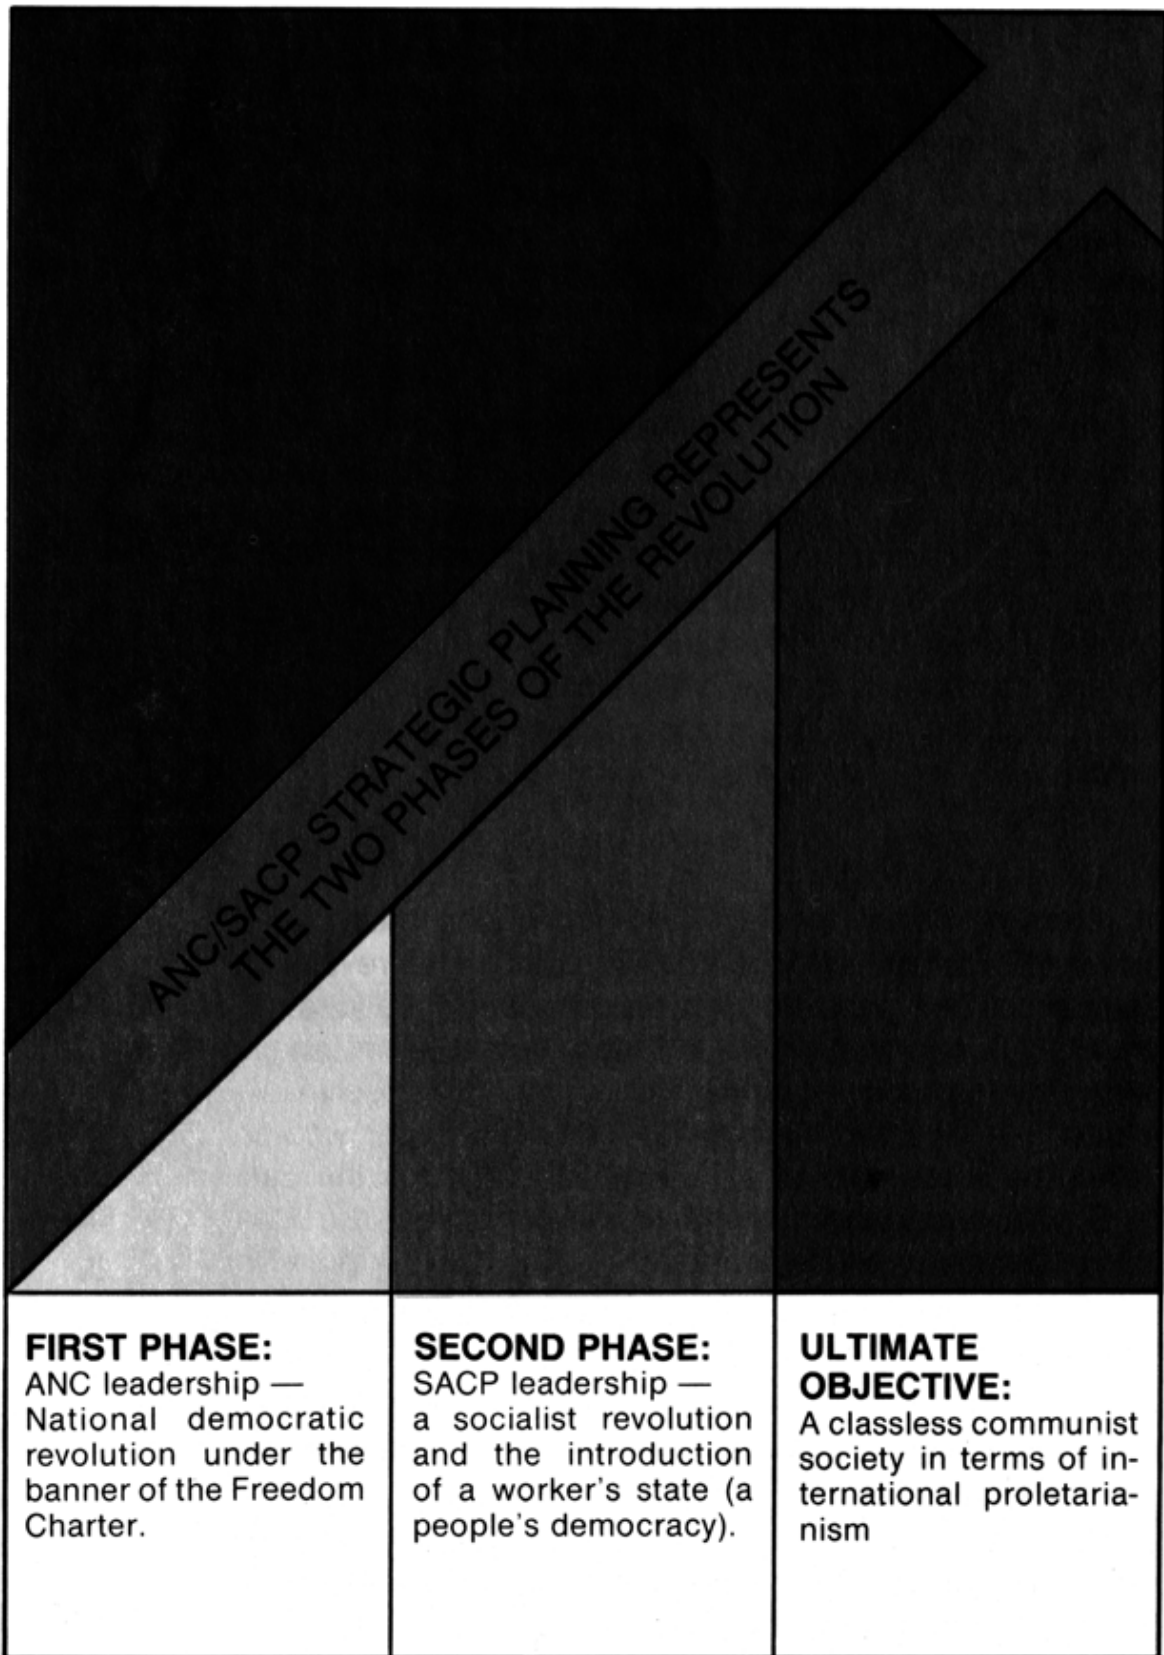 ANC/SACP STRATEGIC PLANNING REPRESENTS
THE TWO PHASES OF THE REVOLUTION
FIRST PHASE:
ANC leadership —
National democratic
revolution under the
banner of the Freedom
Charter.
SECOND PHASE:
SACP leadership —
a socialist revolution
and the introduction
of a worker's state (a
people's democracy).
ULTIMATE
OBJECTIVE:
A classless communist
society in terms of in-
ternational proletaria-
nism